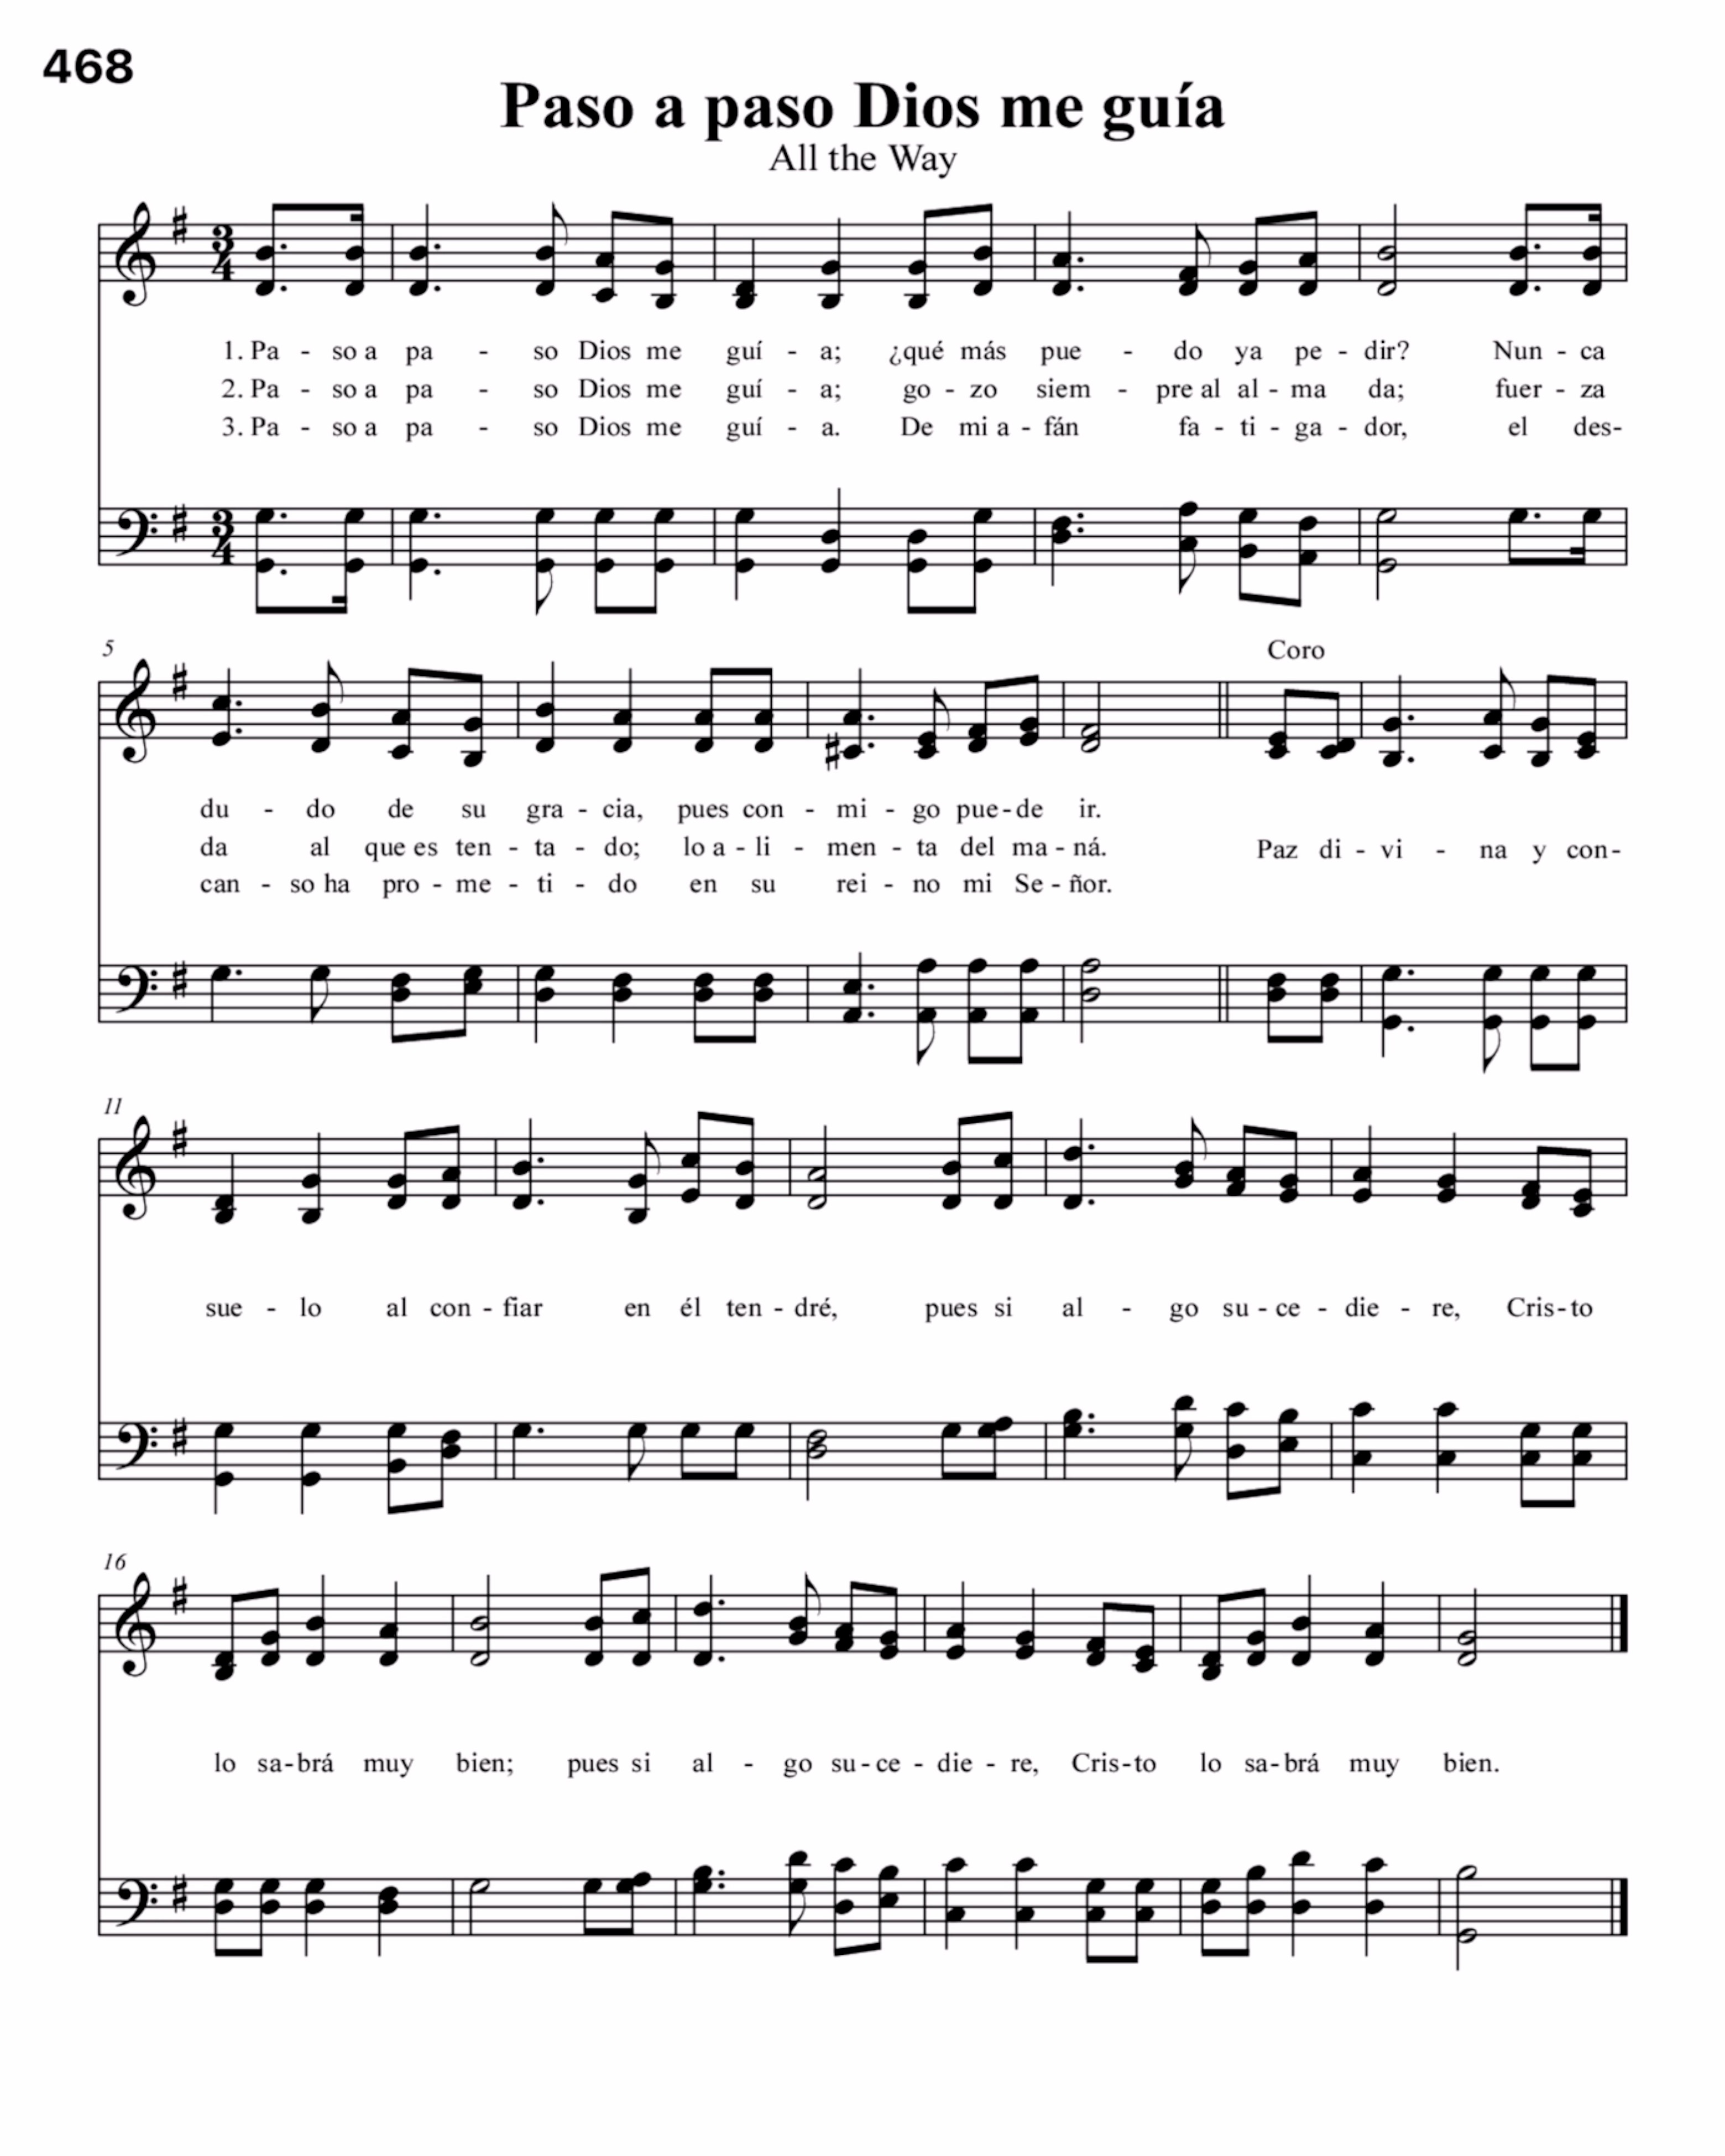 468
Paso a paso Dios me guía
All the Way
1. Pa - so a pa - so Dios me guí - a; ¿qué más pue - do ya pe - dir? Nun - ca
2. Pa - so a pa - so Dios me guí - a; go - zo siem - pre al al - ma da; fuer - za
3. Pa - so a pa - so Dios me guí - a. De mi a - fán fa - ti - ga - dor, el des-
5
Coro
du - do de su gra - cia, pues con - mi - go pue - de ir.
da al que es ten - ta - do; lo a - li - men - ta del ma - ná. Paz di - vi - na y con-
can - so ha pro - me - ti - do en su rei - no mi Se - ñor.
11
sue - lo al con - fiar en él ten - dré, pues si al - go su - ce - die - re, Cris - to
16
lo sa - brá muy bien; pues si al - go su - ce - die - re, Cris - to lo sa - brá muy bien.